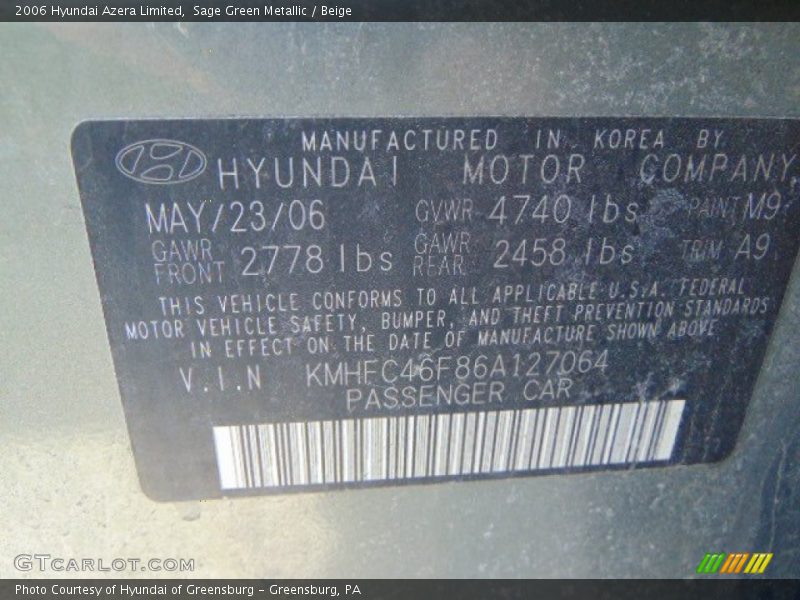 2006 Hyundai Azera Limited, Sage Green Metallic / Beige
MANUFACTURED IN KOREA BY
HYUNDAI MOTOR COMPANY
MAY/23/06 GVWR 4740 lbs PAINT M9
GAWR FRONT 2778 lbs GAWR REAR 2458 lbs TRIM A9
THIS VEHICLE CONFORMS TO ALL APPLICABLE U.S.A. FEDERAL
MOTOR VEHICLE SAFETY, BUMPER, AND THEFT PREVENTION STANDARDS
IN EFFECT ON THE DATE OF MANUFACTURE SHOWN ABOVE
V.I.N KMHFC46F86A127064
PASSENGER CAR
GTCARLOT.COM
Photo Courtesy of Hyundai of Greensburg - Greensburg, PA